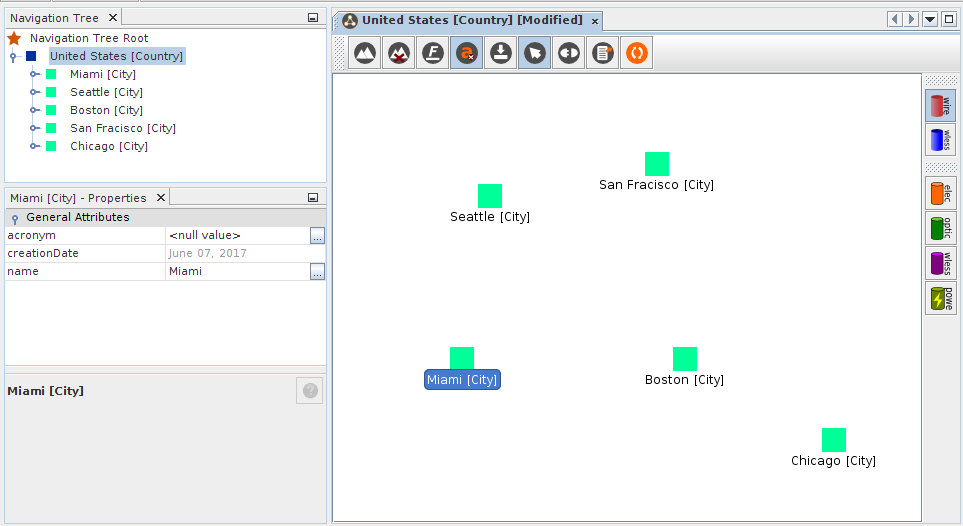 Navigation Tree
Navigation Tree Root
United States [Country]
Miami [City]
Seattle [City]
Boston [City]
San Fracisco [City]
Chicago [City]
Miami [City] - Properties
General Attributes
acronym <null value> ...
creationDate June 07, 2017
name Miami ...
Miami [City]
?
United States [Country] [Modified]
F a
San Fracisco [City]
Seattle [City]
Miami [City]
Boston [City]
Chicago [City]
wire
wless
elec
optic
wless
powe